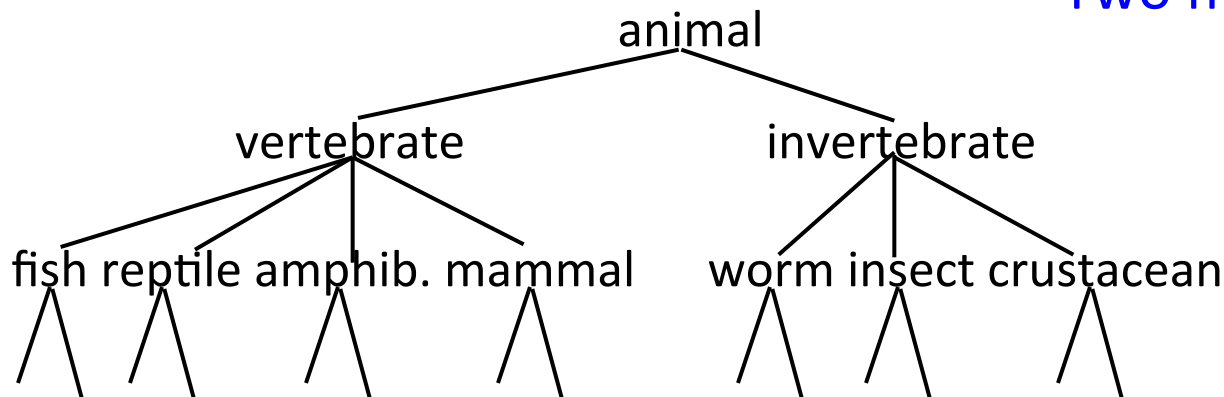 animal
vertebrate invertebrate
fish reptile amphib. mammal worm insect crustacean